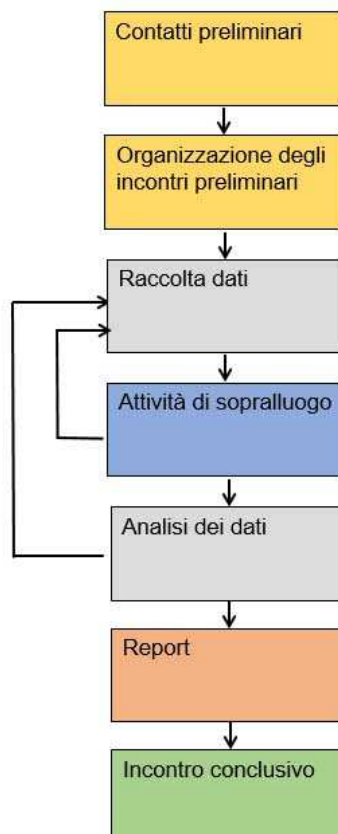 Contatti preliminari
Organizzazione degli
incontri preliminari
Raccolta dati
Attività di sopralluogo
Analisi dei dati
Report
Incontro conclusivo